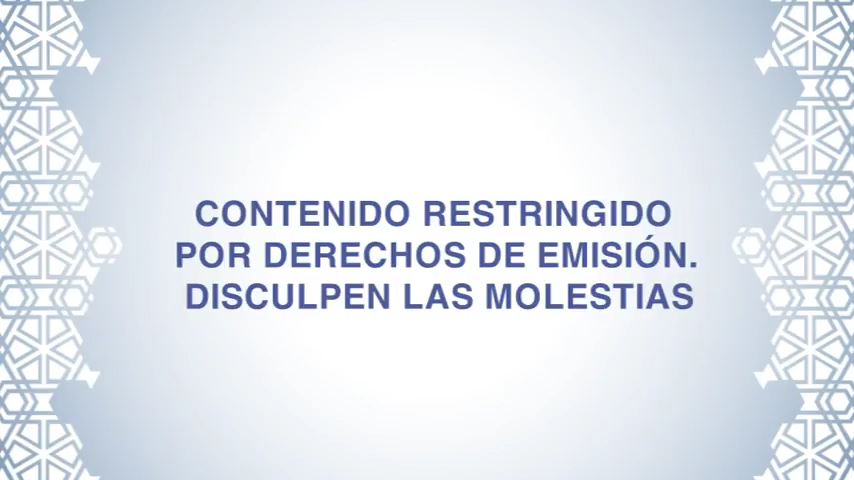 CONTENIDO RESTRINGIDO
POR DERECHOS DE EMISIÓN.
DISCULPEN LAS MOLESTIAS